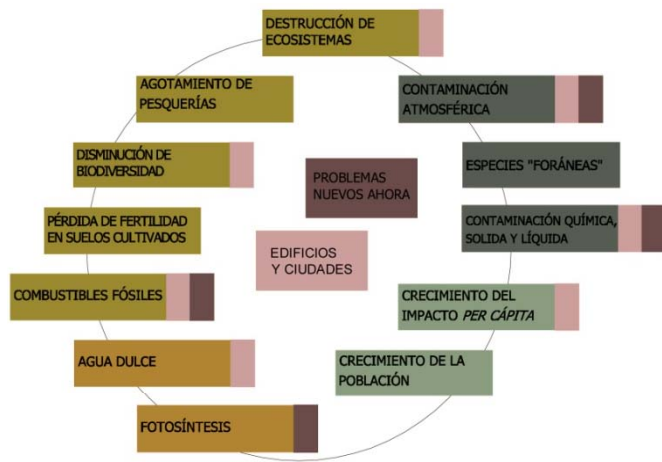 DESTRUCCIÓN DE
ECOSISTEMAS
AGOTAMIENTO DE
PESQUERÍAS
CONTAMINACIÓN
ATMOSFÉRICA
DISMINUCIÓN DE
BIODIVERSIDAD
PROBLEMAS
NUEVOS AHORA
ESPECIES "FORÁNEAS"
PÉRDIDA DE FERTILIDAD
EN SUELOS CULTIVADOS
CONTAMINACIÓN QUÍMICA,
SOLIDA Y LÍQUIDA
EDIFICIOS
Y CIUDADES
COMBUSTIBLES FÓSILES
CRECIMIENTO DEL
IMPACTO PER CÁPITA
AGUA DULCE
CRECIMIENTO DE LA
POBLACIÓN
FOTOSÍNTESIS